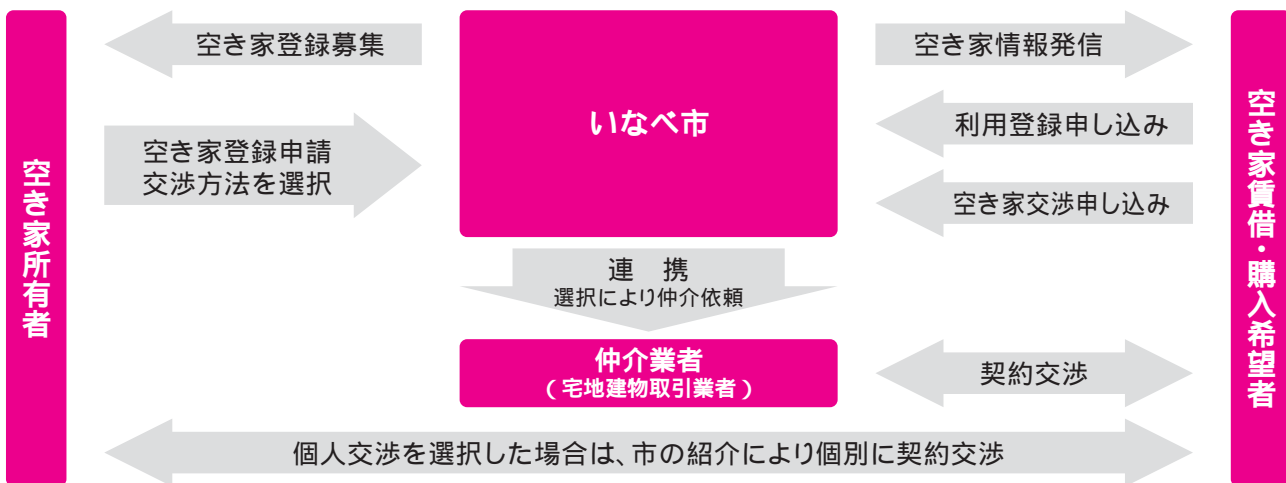 空き家所有者
空き家登録募集
空き家登録申請
交渉方法を選択
いなべ市
空き家情報発信
利用登録申し込み
空き家交渉申し込み
連　携
選択により仲介依頼
仲介業者
（宅地建物取引業者）
契約交渉
個人交渉を選択した場合は、市の紹介により個別に契約交渉
空き家賃借・購入希望者